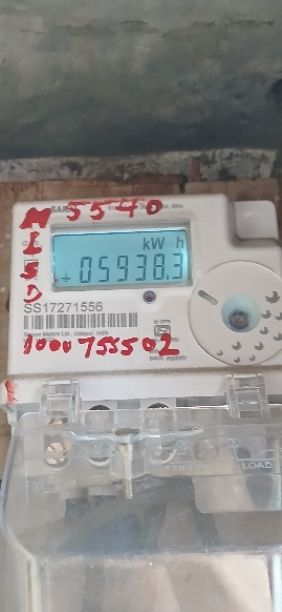 M 5540
I
S
D
kW h
+05938.3
SS17271556
Udaipur, India
1000755502
LOAD